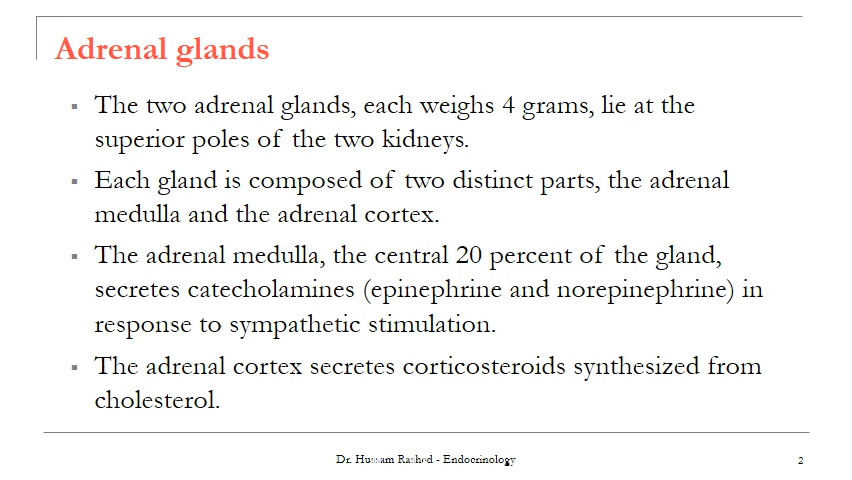 Adrenal glands
▪ The two adrenal glands, each weighs 4 grams, lie at the
superior poles of the two kidneys.
▪ Each gland is composed of two distinct parts, the adrenal
medulla and the adrenal cortex.
▪ The adrenal medulla, the central 20 percent of the gland,
secretes catecholamines (epinephrine and norepinephrine) in
response to sympathetic stimulation.
▪ The adrenal cortex secretes corticosteroids synthesized from
cholesterol.
Dr. Hussam Rashed - Endocrinology
2